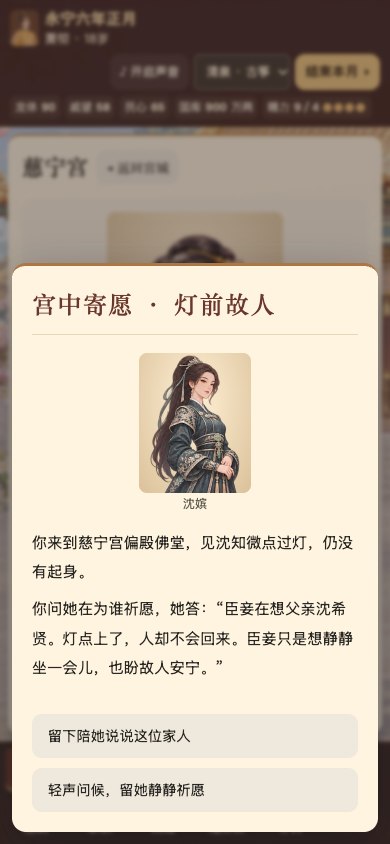 永宁六年正月
♪ 开启声音
清泉 · 古筝
结束本月 »
慈宁宫
宫中寄愿 · 灯前故人
沈嫔
你来到慈宁宫偏殿佛堂，见沈知微点过灯，仍没
有起身。
你问她在为谁祈愿，她答：“臣妾在想父亲沈希
贤。灯点上了，人却不会回来。臣妾只是想静静
坐一会儿，也盼故人安宁。”
留下陪她说说这位家人
轻声问候，留她静静祈愿